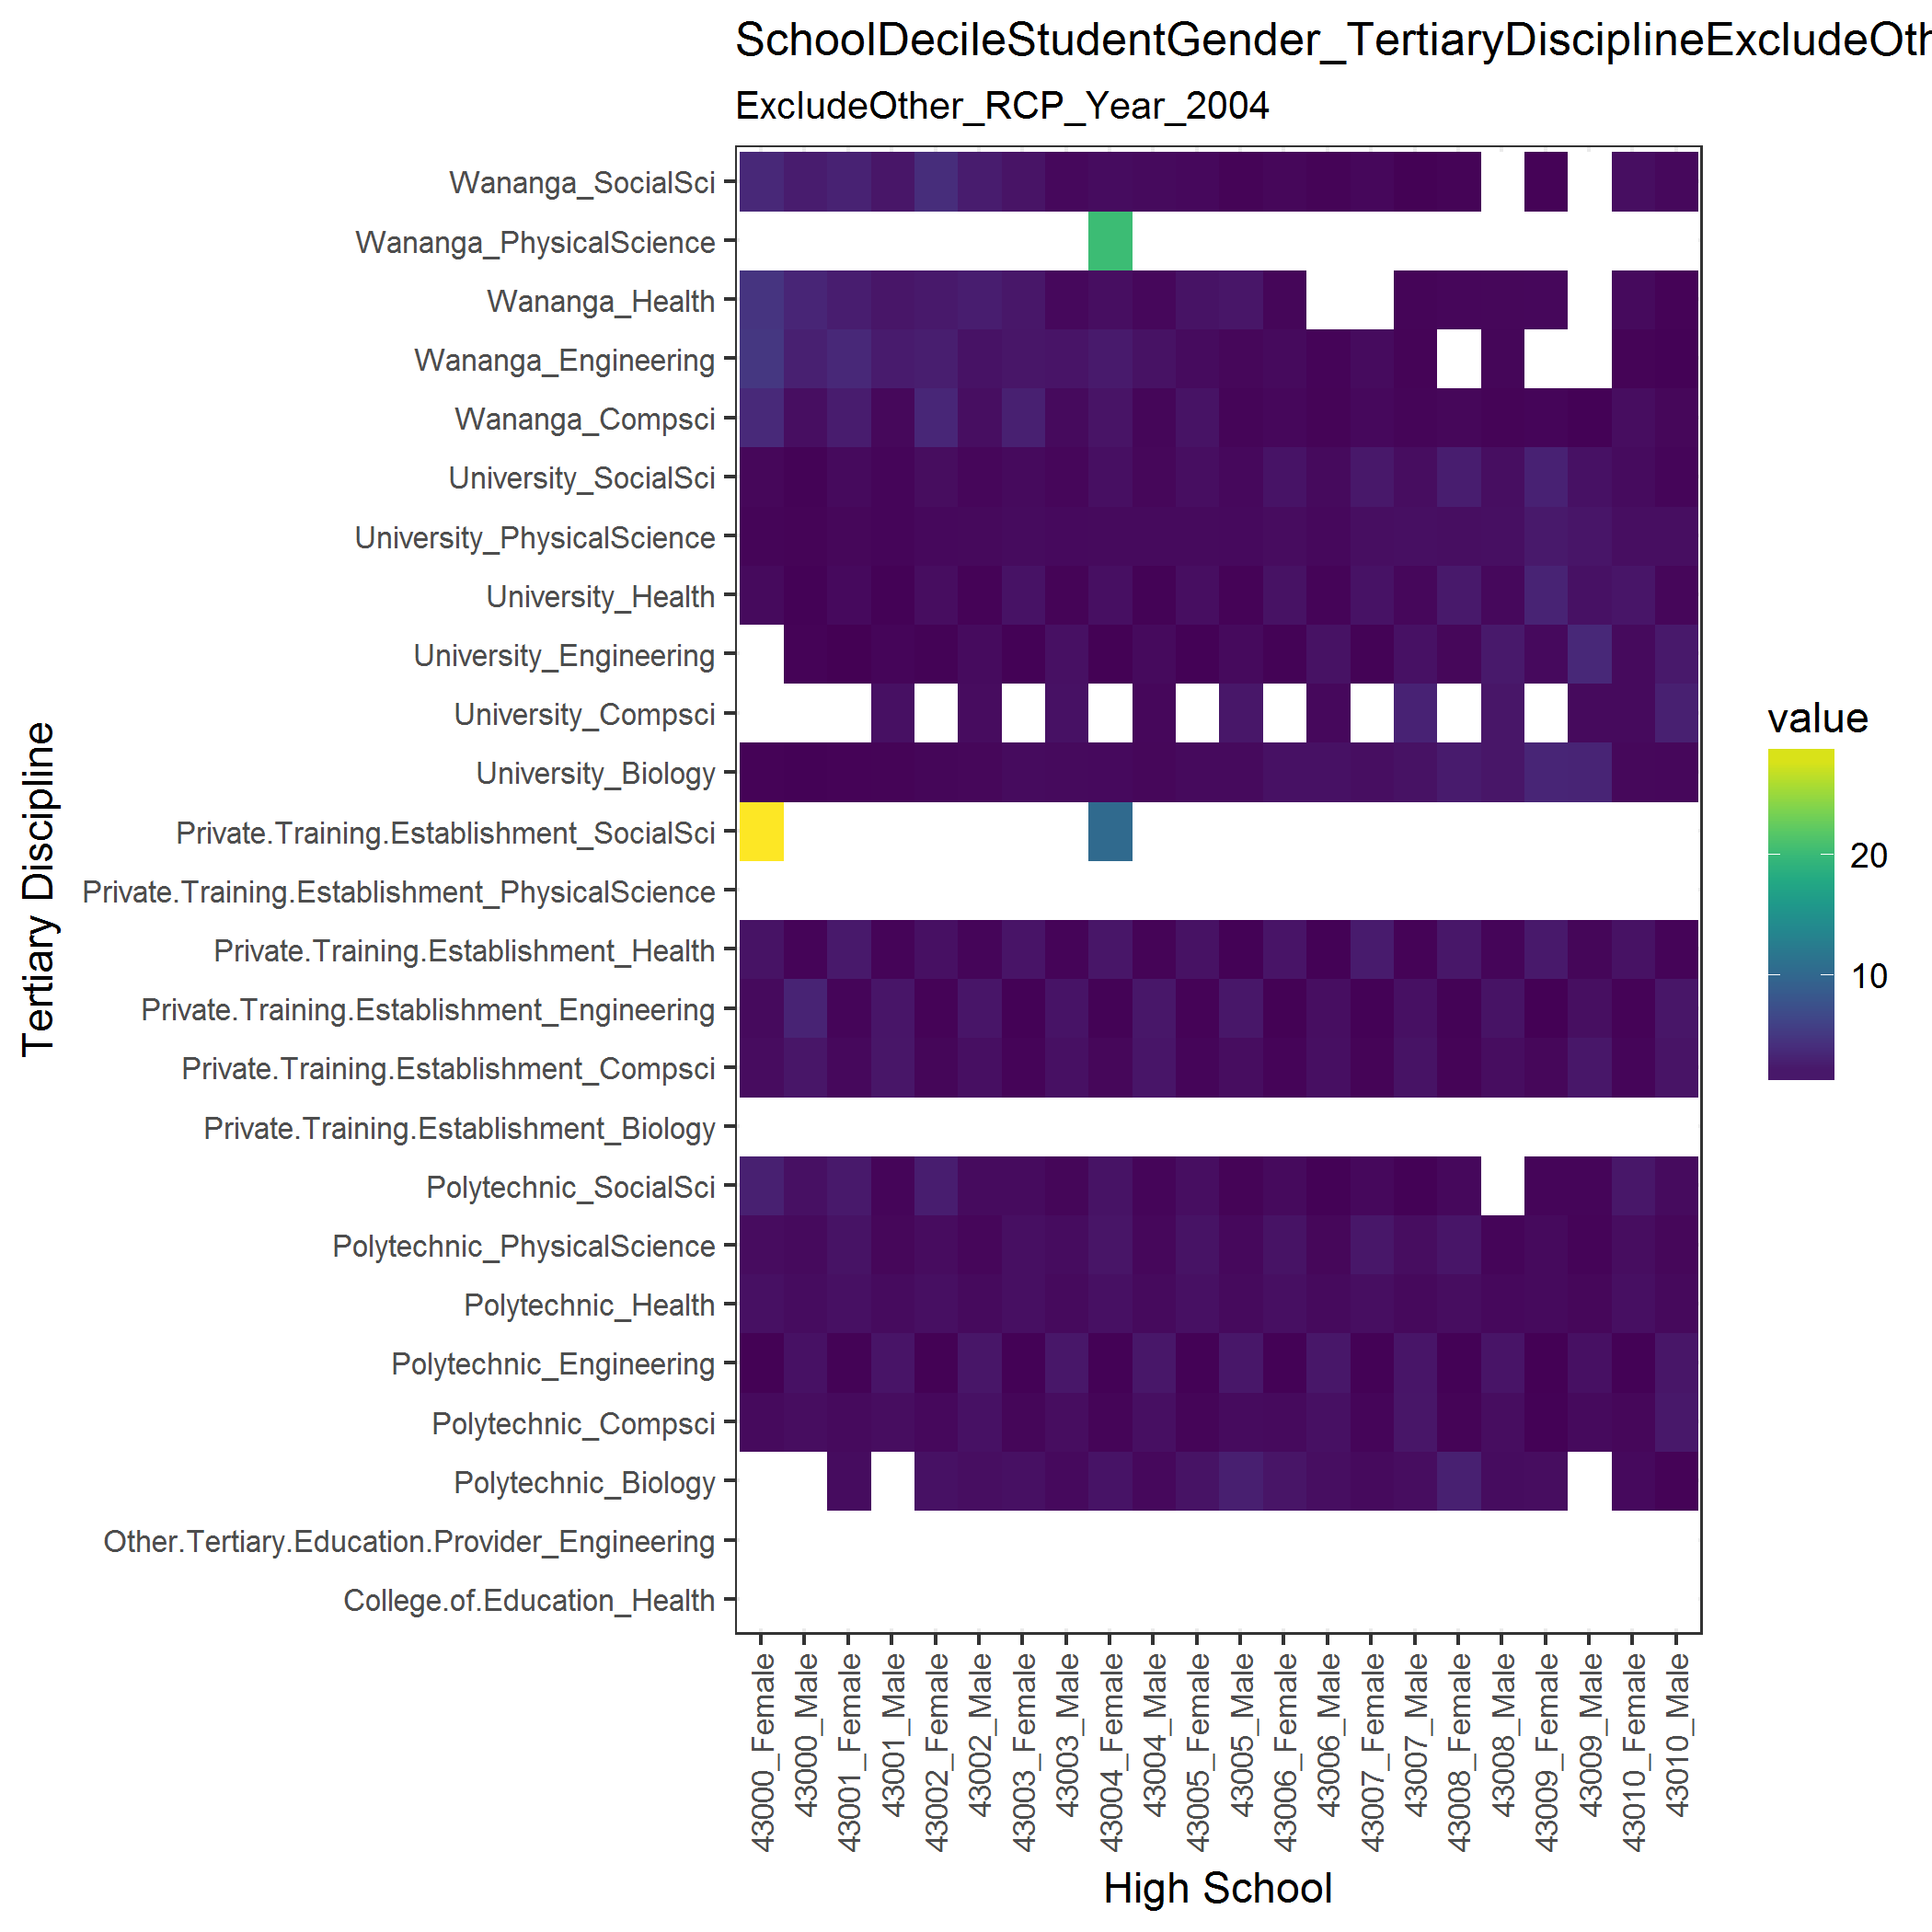 SchoolDecileStudentGender_TertiaryDisciplineExcludeOth
ExcludeOther_RCP_Year_2004
Tertiary Discipline
Wananga_SocialSci
Wananga_PhysicalScience
Wananga_Health
Wananga_Engineering
Wananga_Compsci
University_SocialSci
University_PhysicalScience
University_Health
University_Engineering
University_Compsci
University_Biology
Private.Training.Establishment_SocialSci
Private.Training.Establishment_PhysicalScience
Private.Training.Establishment_Health
Private.Training.Establishment_Engineering
Private.Training.Establishment_Compsci
Private.Training.Establishment_Biology
Polytechnic_SocialSci
Polytechnic_PhysicalScience
Polytechnic_Health
Polytechnic_Engineering
Polytechnic_Compsci
Polytechnic_Biology
Other.Tertiary.Education.Provider_Engineering
College.of.Education_Health
43000_Female
43000_Male
43001_Female
43001_Male
43002_Female
43002_Male
43003_Female
43003_Male
43004_Female
43004_Male
43005_Female
43005_Male
43006_Female
43006_Male
43007_Female
43007_Male
43008_Female
43008_Male
43009_Female
43009_Male
43010_Female
43010_Male
High School
value
20
10